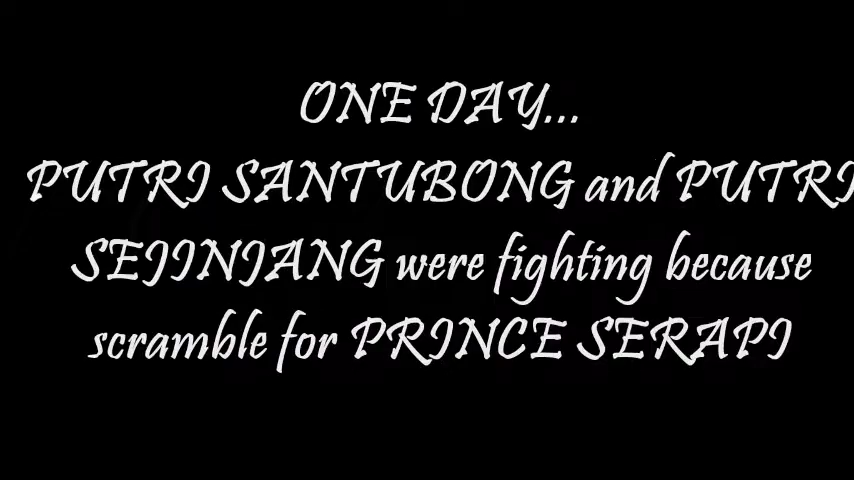 ONE DAY...
PUTRI SANTUBONG and PUTRI
SEJINJANG were fighting because
scramble for PRINCE SERAPI